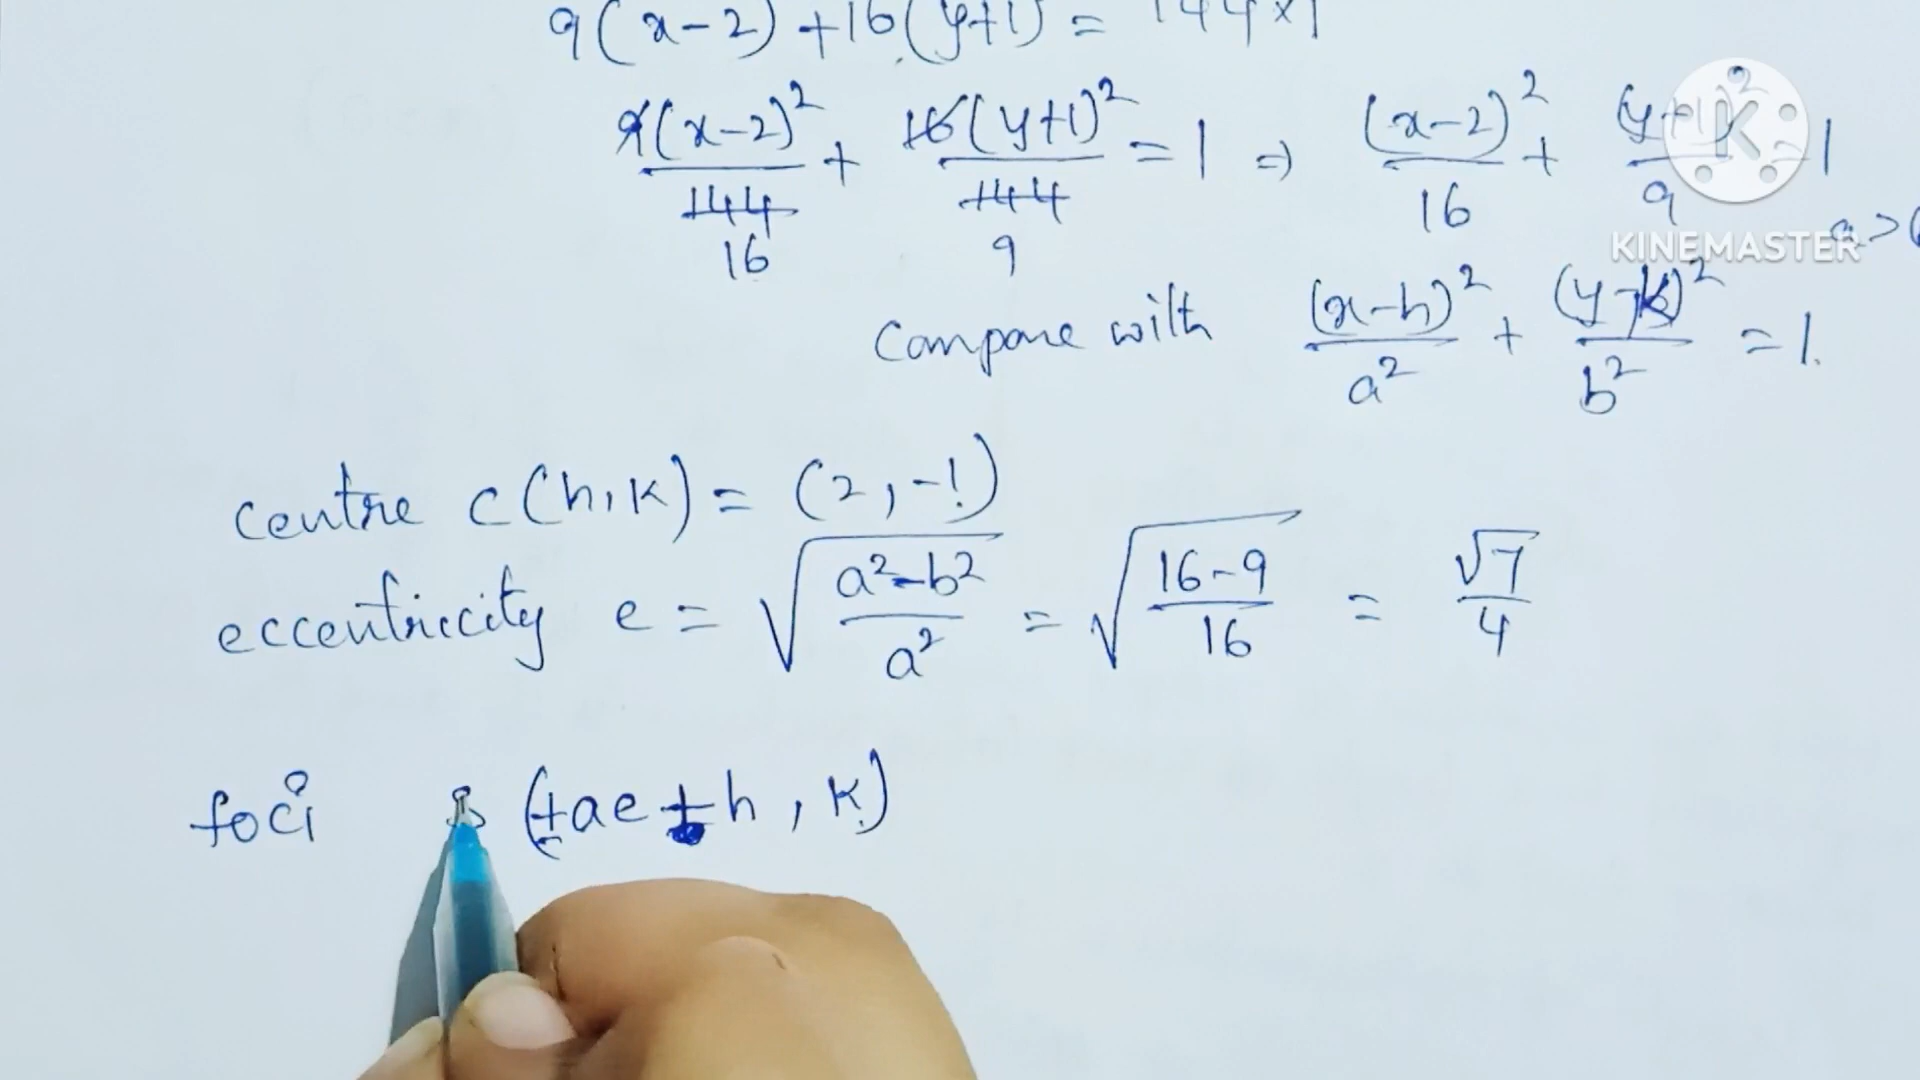 9(x-2) +16(y+1) = 144×1
9(x-2)²/144 + 16(y+1)²/144 = 1 ⇒ (x-2)²/16 + (y+1)²/9 = 1
16 9
a>
KINEMASTER
Compare with (x-h)²/a² + (y-k)²/b² = 1.
centre c(h,k) = (2,-1)
eccentricity e = √((a²-b²)/a²) = √((16-9)/16) = √7/4
foci s (±ae+h, k)